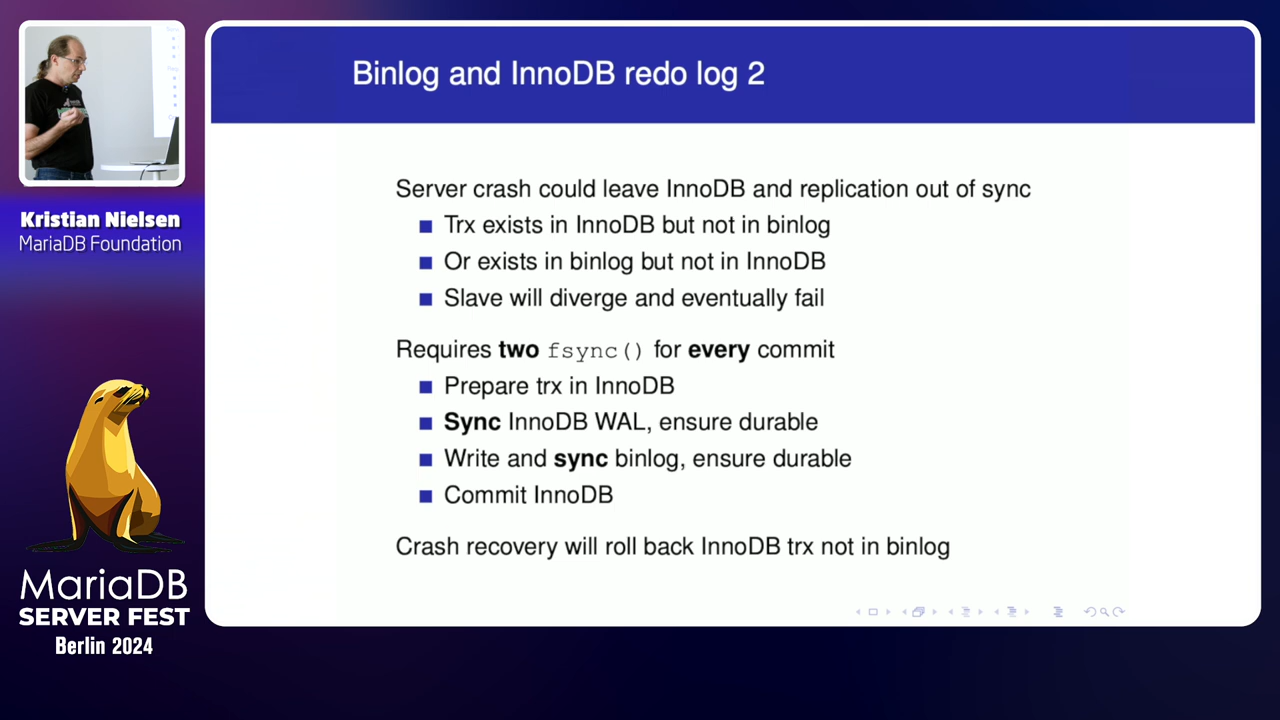 Binlog and InnoDB redo log 2
Server crash could leave InnoDB and replication out of sync
Trx exists in InnoDB but not in binlog
Or exists in binlog but not in InnoDB
Slave will diverge and eventually fail
Requires two fsync() for every commit
Prepare trx in InnoDB
Sync InnoDB WAL, ensure durable
Write and sync binlog, ensure durable
Commit InnoDB
Crash recovery will roll back InnoDB trx not in binlog
Kristian Nielsen
MariaDB Foundation
MariaDB
SERVER FEST
Berlin 2024